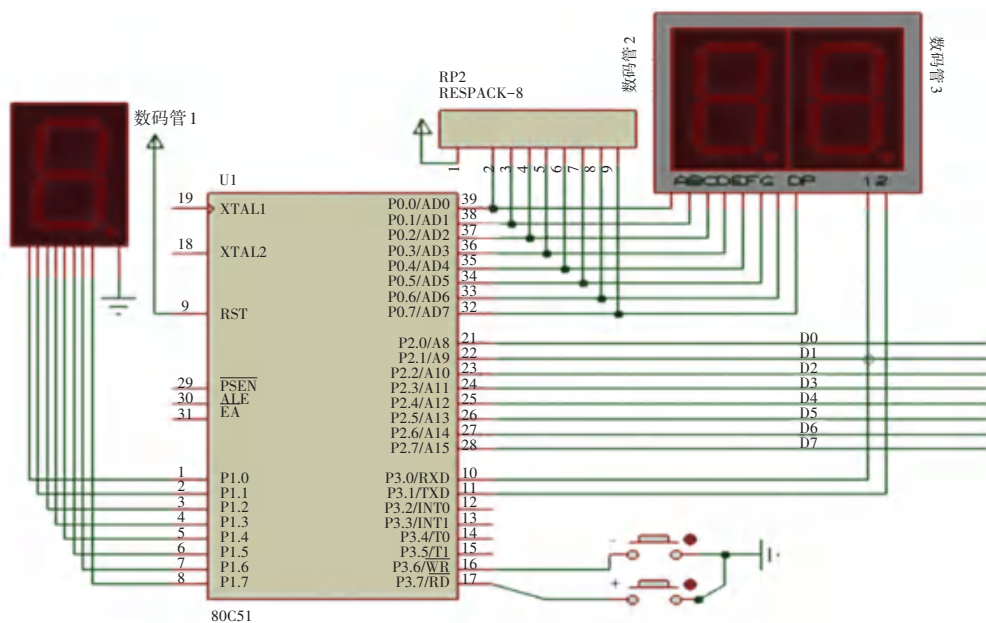 数码管1
RP2
RESPACK-8
数码管2
数码管3
1
2
3
4
5
6
7
8
9
ABCDEFG DP
12
U1
19
XTAL1
18
XTAL2
9
RST
29
PSEN
30
ALE
31
EA
1
P1.0
2
P1.1
3
P1.2
4
P1.3
5
P1.4
6
P1.5
7
P1.6
8
P1.7
P0.0/AD0
39
P0.1/AD1
38
P0.2/AD2
37
P0.3/AD3
36
P0.4/AD4
35
P0.5/AD5
34
P0.6/AD6
33
P0.7/AD7
32
P2.0/A8
21
D0
P2.1/A9
22
D1
P2.2/A10
23
D2
P2.3/A11
24
D3
P2.4/A12
25
D4
P2.5/A13
26
D5
P2.6/A14
27
D6
P2.7/A15
28
D7
P3.0/RXD
10
P3.1/TXD
11
P3.2/INT0
12
P3.3/INT1
13
P3.4/T0
14
P3.5/T1
15
P3.6/WR
16
-
P3.7/RD
17
+
80C51